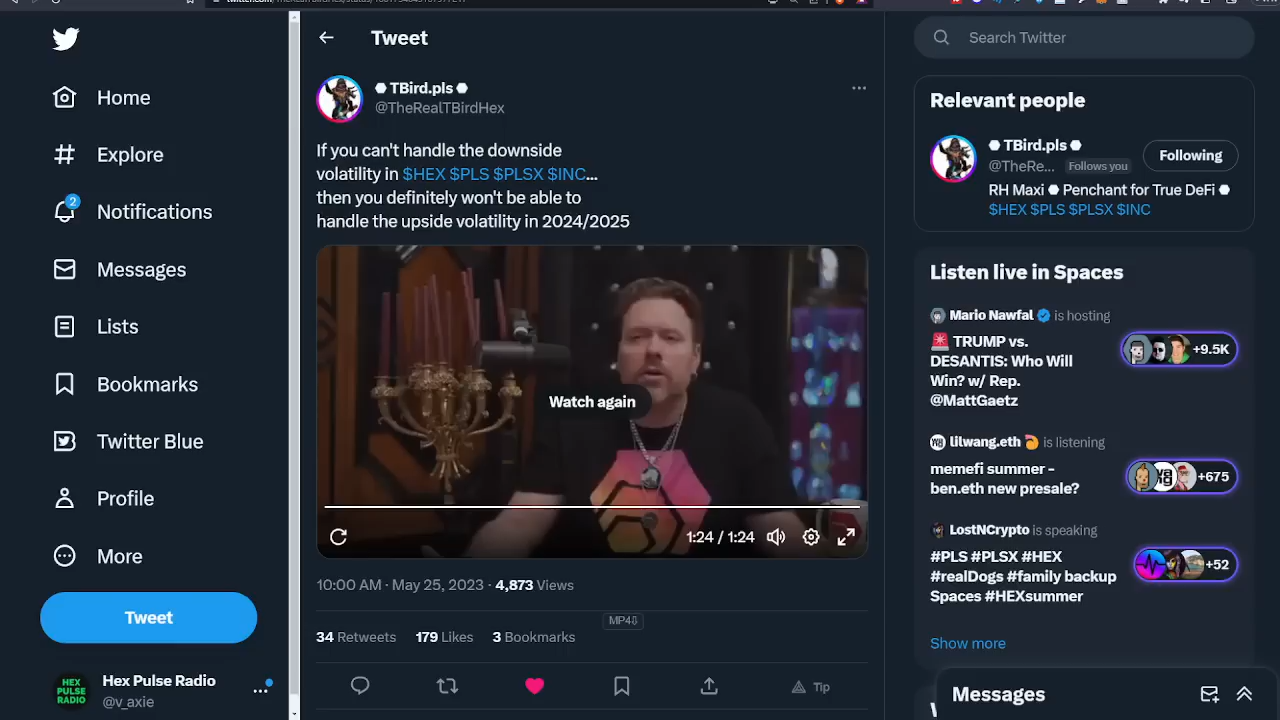 Tweet
Search Twitter
Home
Explore
2
Notifications
Messages
Lists
Bookmarks
Twitter Blue
Profile
More
Tweet
Hex Pulse Radio
@v_axie
HEX
PULSE
RADIO
TBird.pls
@TheRealTBirdHex
If you can't handle the downside
volatility in $HEX $PLS $PLSX $INC...
then you definitely won't be able to
handle the upside volatility in 2024/2025
Watch again
1:24 / 1:24
10:00 AM · May 25, 2023 · 4,873 Views
MP4⇩
34 Retweets 179 Likes 3 Bookmarks
Tip
Relevant people
TBird.pls
@TheRe... Follows you
Following
RH Maxi Penchant for True DeFi
$HEX $PLS $PLSX $INC
Listen live in Spaces
Mario Nawfal is hosting
TRUMP vs.
DESANTIS: Who Will
Win? w/ Rep.
@MattGaetz
+9.5K
lilwang.eth is listening
memefi summer -
ben.eth new presale?
+675
LostNCrypto is speaking
#PLS #PLSX #HEX
#realDogs #family backup
Spaces #HEXsummer
+52
Show more
Messages